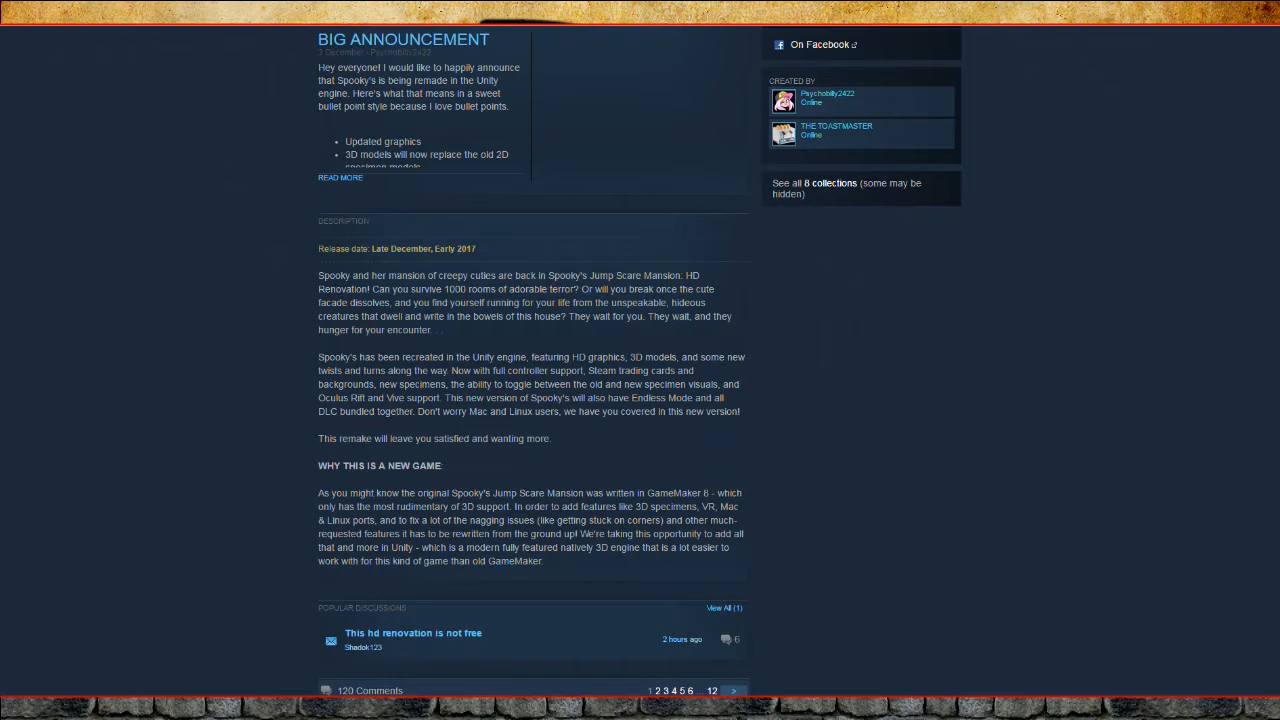 BIG ANNOUNCEMENT
3 December - Psychobilly2422
Hey everyone! I would like to happily announce
that Spooky's is being remade in the Unity
engine. Here's what that means in a sweet
bullet point style because I love bullet points.
• Updated graphics
• 3D models will now replace the old 2D
specimen models
READ MORE
On Facebook
CREATED BY
Psychobilly2422
Online
THE TOASTMASTER
Online
See all 8 collections (some may be
hidden)
DESCRIPTION
Release date: Late December, Early 2017
Spooky and her mansion of creepy cuties are back in Spooky's Jump Scare Mansion: HD
Renovation! Can you survive 1000 rooms of adorable terror? Or will you break once the cute
facade dissolves, and you find yourself running for your life from the unspeakable, hideous
creatures that dwell and write in the bowels of this house? They wait for you. They wait, and they
hunger for your encounter. . .
Spooky's has been recreated in the Unity engine, featuring HD graphics, 3D models, and some new
twists and turns along the way. Now with full controller support, Steam trading cards and
backgrounds, new specimens, the ability to toggle between the old and new specimen visuals, and
Oculus Rift and Vive support. This new version of Spooky's will also have Endless Mode and all
DLC bundled together. Don't worry Mac and Linux users, we have you covered in this new version!
This remake will leave you satisfied and wanting more.
WHY THIS IS A NEW GAME:
As you might know the original Spooky's Jump Scare Mansion was written in GameMaker 8 - which
only has the most rudimentary of 3D support. In order to add features like 3D specimens, VR, Mac
& Linux ports, and to fix a lot of the nagging issues (like getting stuck on corners) and other much-
requested features it has to be rewritten from the ground up! We're taking this opportunity to add all
that and more in Unity - which is a modern fully featured natively 3D engine that is a lot easier to
work with for this kind of game than old GameMaker.
POPULAR DISCUSSIONS
View All (1)
This hd renovation is not free
Shadok123
2 hours ago
6
120 Comments
1 2 3 4 5 6 ... 12 >